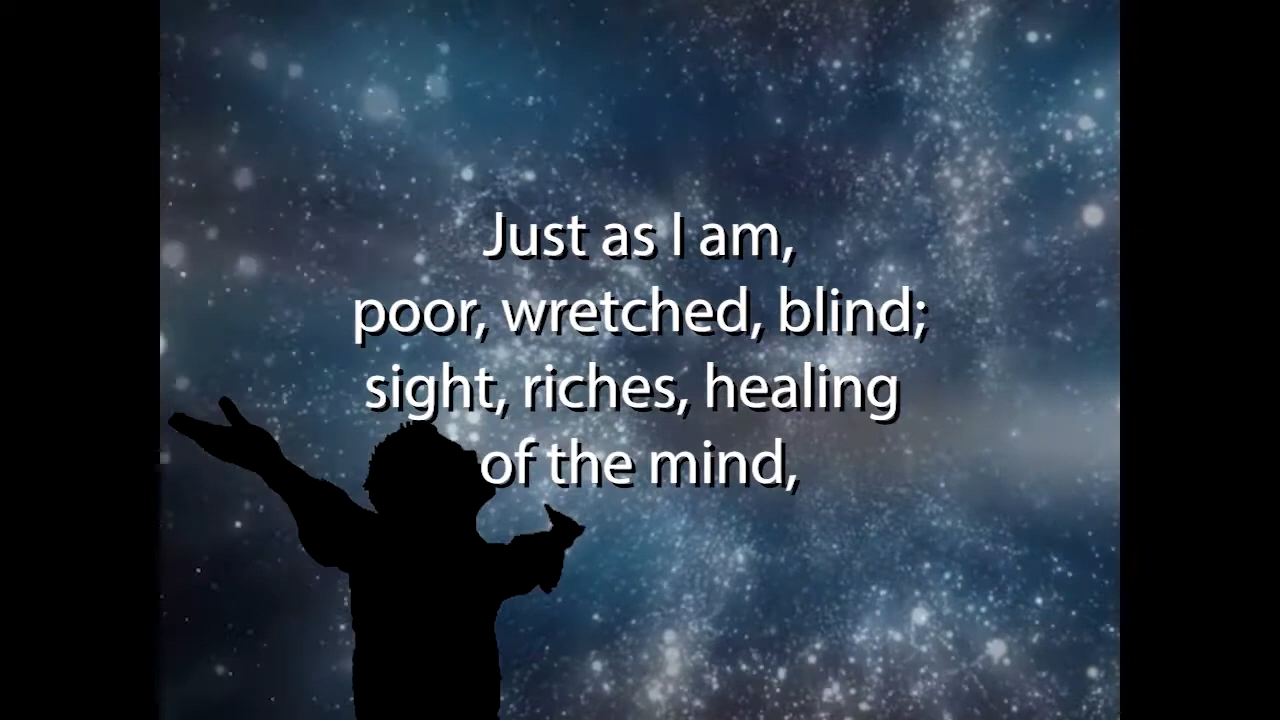 Just as I am,
poor, wretched, blind;
sight, riches, healing
of the mind,